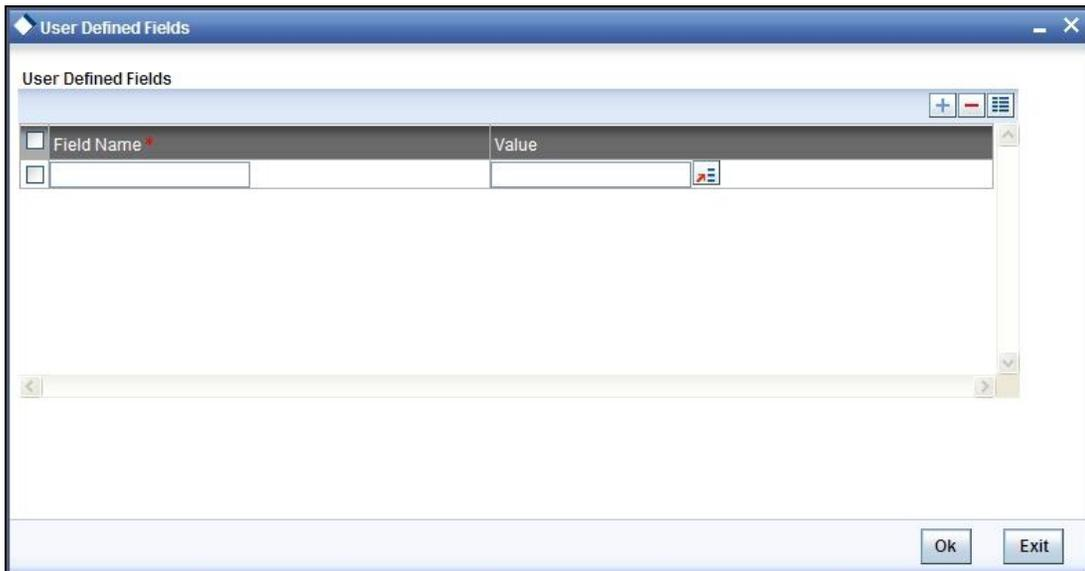 User Defined Fields
User Defined Fields
Field Name * Value
Ok Exit